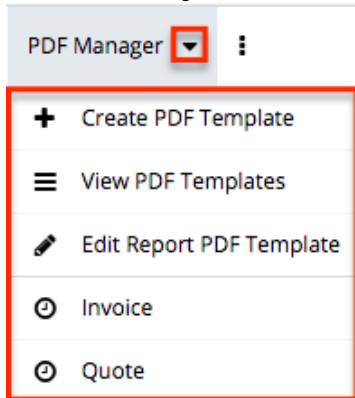 PDF Manager
Create PDF Template
View PDF Templates
Edit Report PDF Template
Invoice
Quote